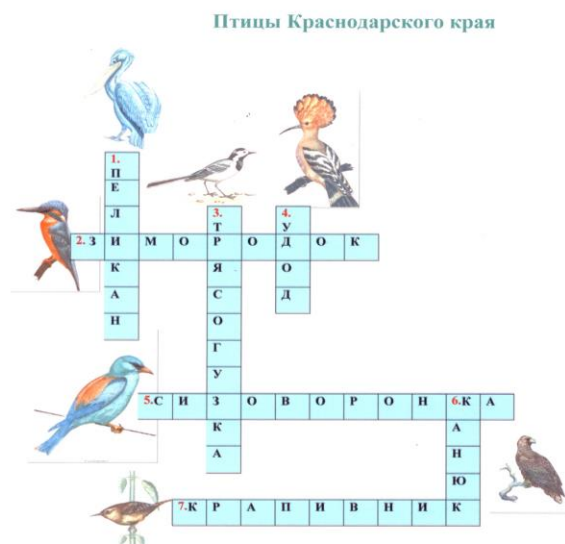 Птицы Краснодарского края
1.
П
Е
Л 3. Т 4. У
2. З И М О Р О Д О К
К Я О
А С Д
Н О
Г
У
5. С И З О В О Р О Н 6. К А
К А
А Н
Ю
7. К Р А П И В Н И К